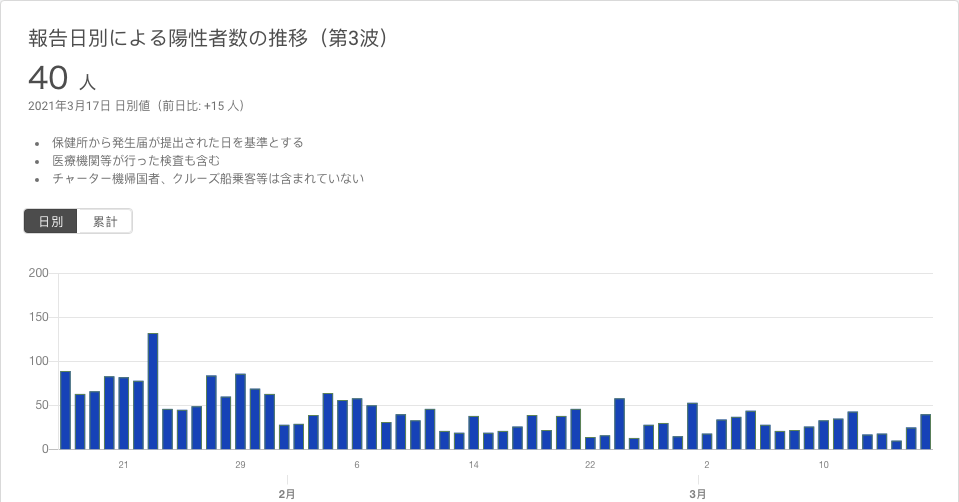 報告日別による陽性者数の推移（第3波）
40 人
2021年3月17日 日別値（前日比: +15 人）
保健所から発生届が提出された日を基準とする
医療機関等が行った検査も含む
チャーター機帰国者、クルーズ船乗客等は含まれていない
日別 累計
200
150
100
50
0
21 29 6 14 22 2 10
2月 3月